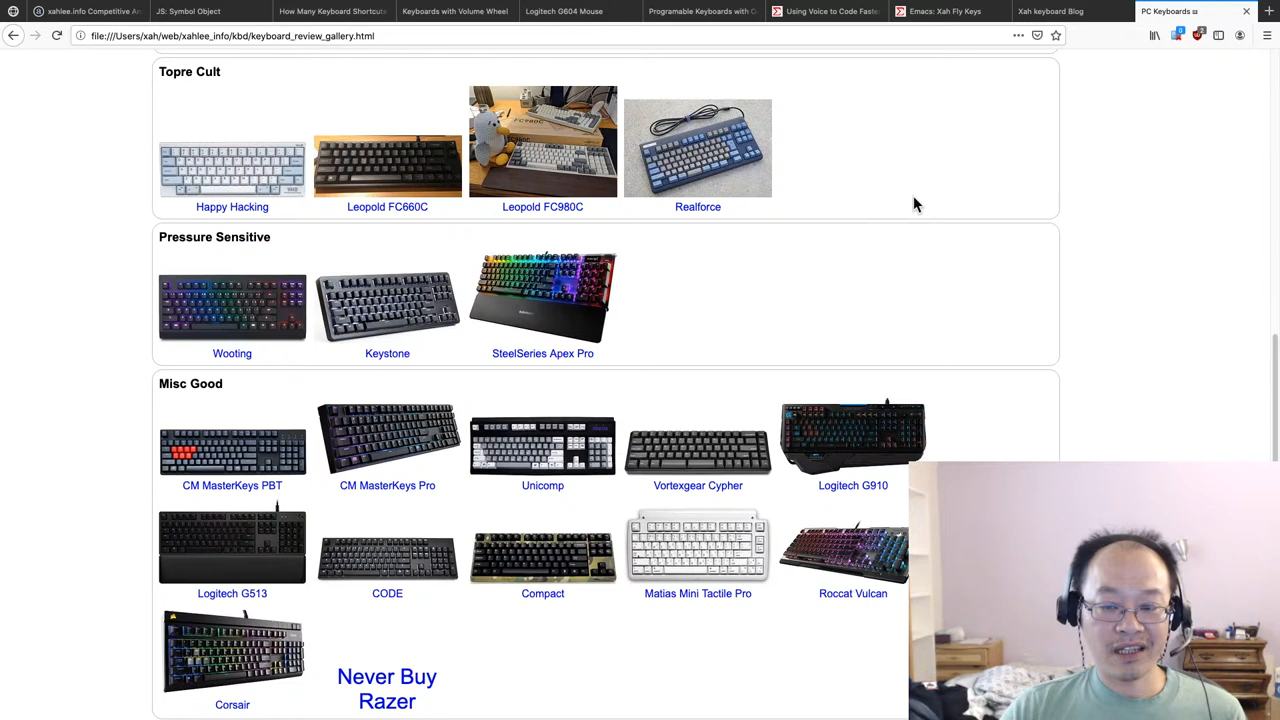 xahlee.info Competitive An
JS: Symbol Object
How Many Keyboard Shortcuts
Keyboards with Volume Wheel
Logitech G604 Mouse
Programable Keyboards with G
Using Voice to Code Faster
Emacs: Xah Fly Keys
Xah keyboard Blog
PC Keyboards
file:///Users/xah/web/xahlee_info/kbd/keyboard_review_gallery.html
Topre Cult
Happy Hacking
Leopold FC660C
Leopold FC980C
Realforce
Pressure Sensitive
Wooting
Keystone
SteelSeries Apex Pro
Misc Good
CM MasterKeys PBT
CM MasterKeys Pro
Unicomp
Vortexgear Cypher
Logitech G910
Logitech G513
CODE
Compact
Matias Mini Tactile Pro
Roccat Vulcan
Corsair
Never Buy
Razer